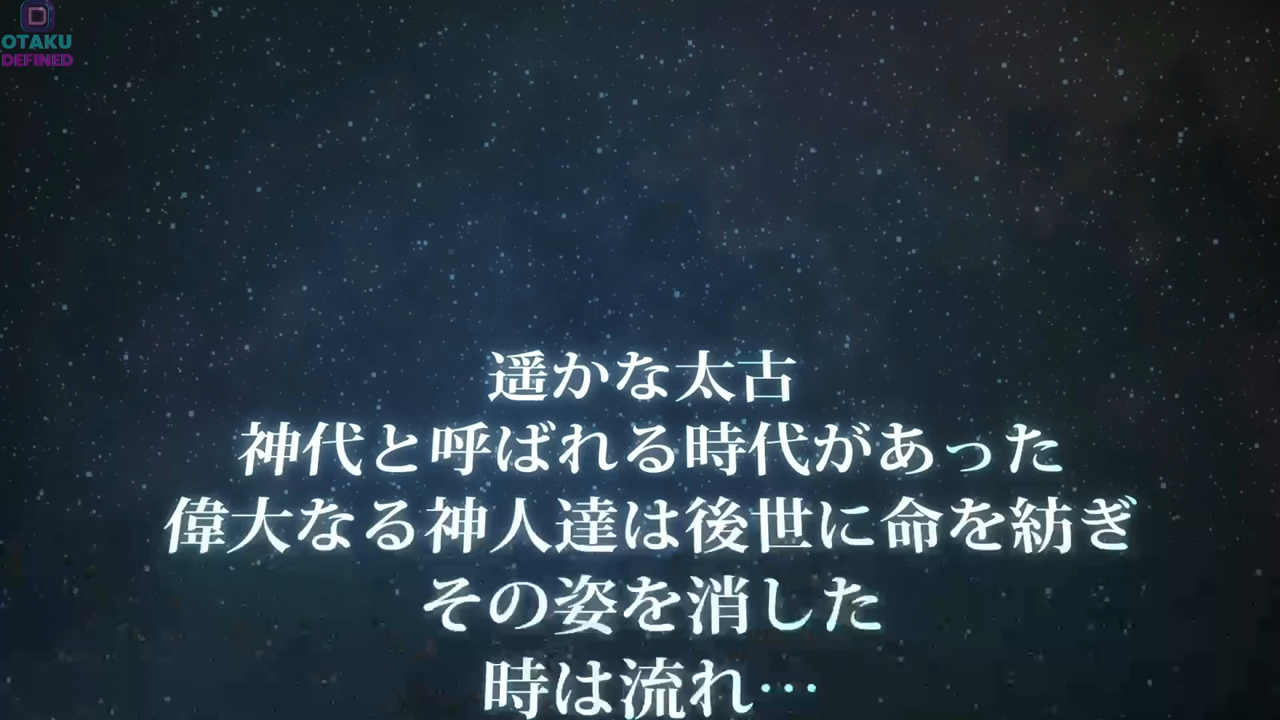 OTAKU
DEFINED
遥かな太古
神代と呼ばれる時代があった
偉大なる神人達は後世に命を紡ぎ
その姿を消した
時は流れ…